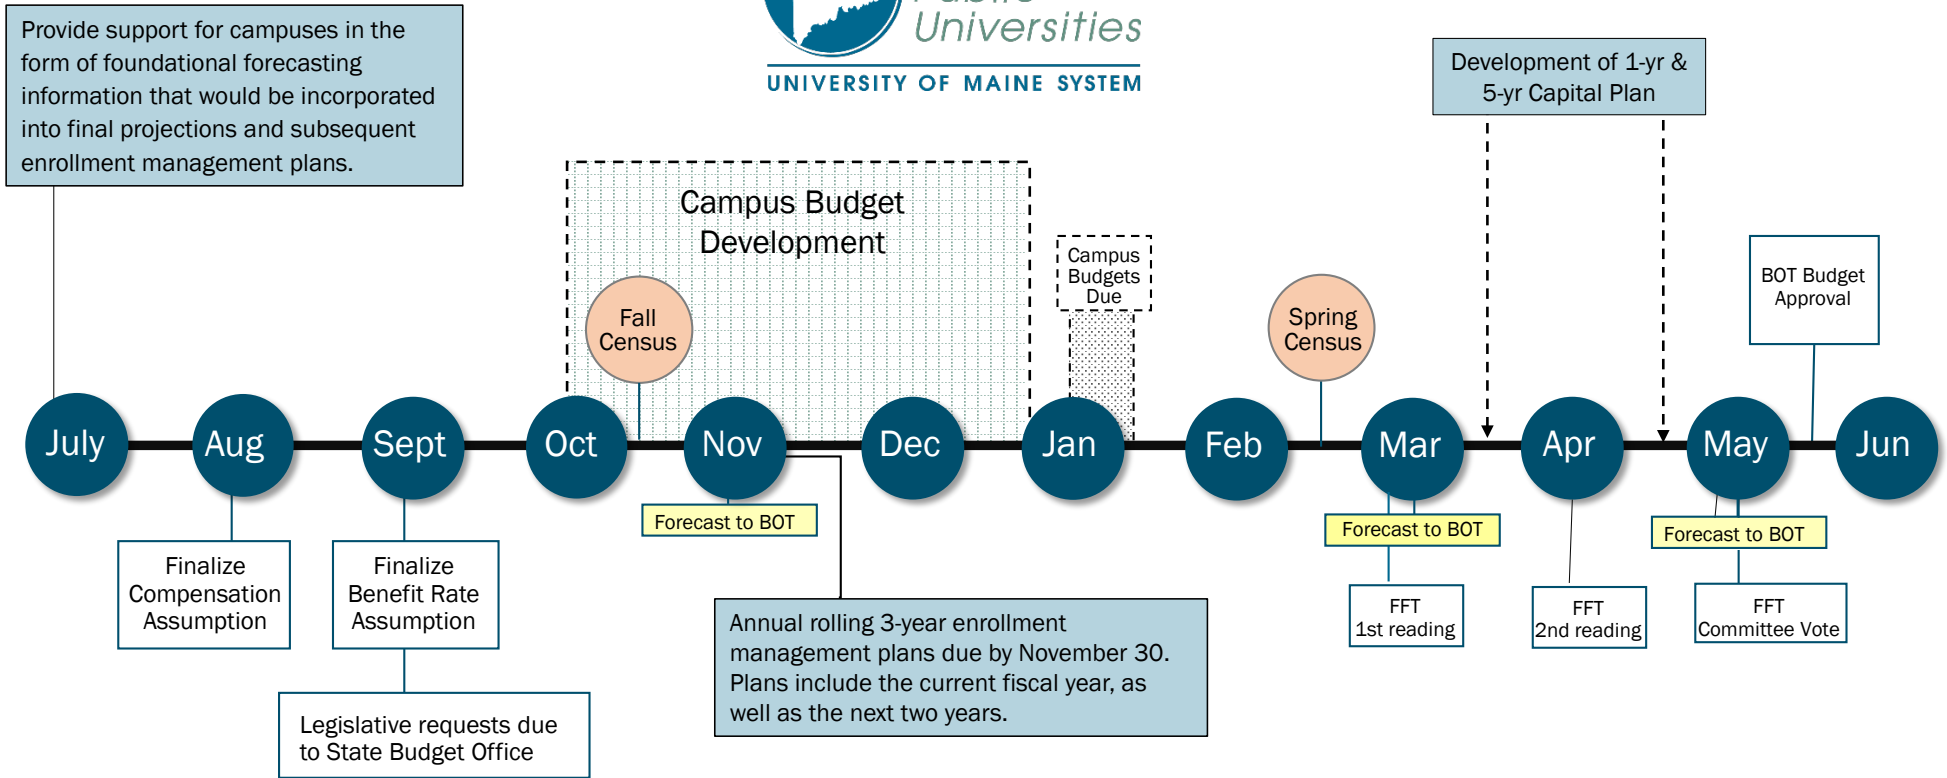 Public
Universities
UNIVERSITY OF MAINE SYSTEM
Provide support for campuses in the
form of foundational forecasting
information that would be incorporated
into final projections and subsequent
enrollment management plans.
Development of 1-yr &
5-yr Capital Plan
Campus Budget
Development
Campus
Budgets
Due
BOT Budget
Approval
Fall
Census
Spring
Census
July
Aug
Sept
Oct
Nov
Dec
Jan
Feb
Mar
Apr
May
Jun
Forecast to BOT
Forecast to BOT
Forecast to BOT
Finalize
Compensation
Assumption
Finalize
Benefit Rate
Assumption
FFT
1st reading
FFT
2nd reading
FFT
Committee Vote
Annual rolling 3-year enrollment
management plans due by November 30.
Plans include the current fiscal year, as
well as the next two years.
Legislative requests due
to State Budget Office